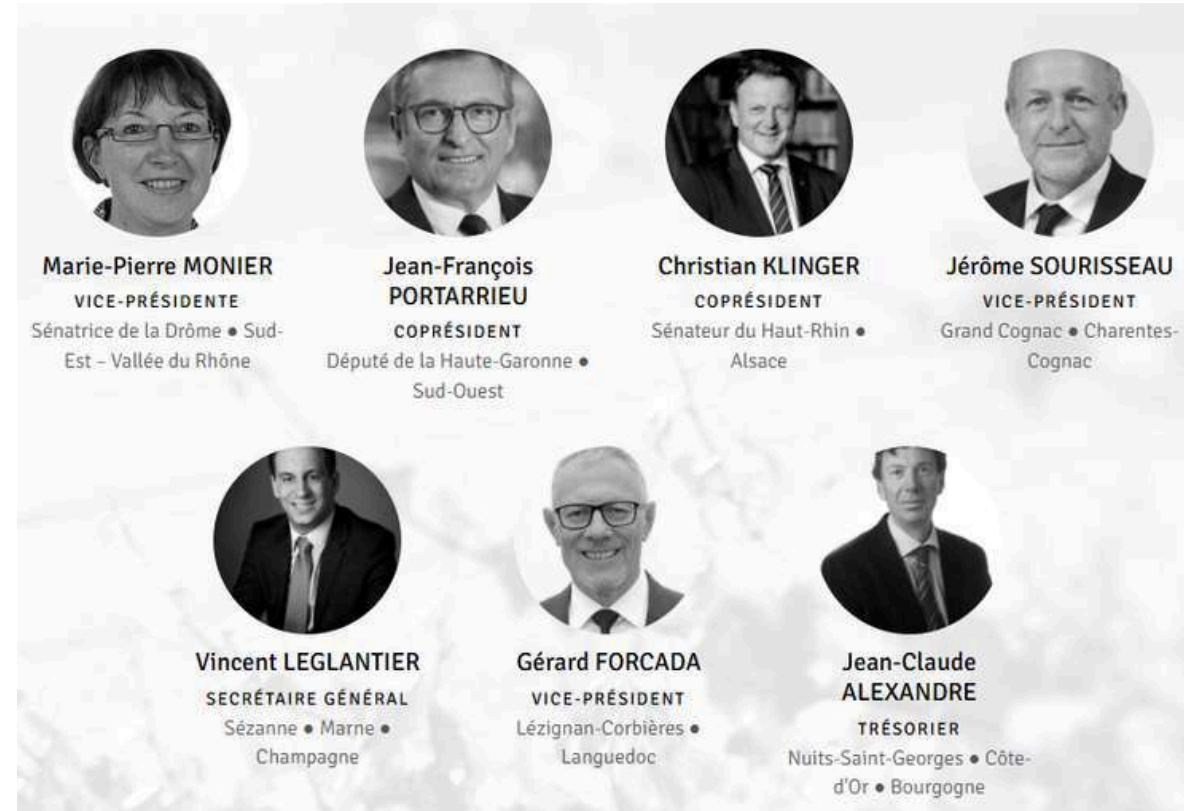 Marie-Pierre MONIER
VICE-PRÉSIDENTE
Sénatrice de la Drôme ● Sud-
Est – Vallée du Rhône
Jean-François
PORTARRIEU
COPRÉSIDENT
Député de la Haute-Garonne ●
Sud-Ouest
Christian KLINGER
COPRÉSIDENT
Sénateur du Haut-Rhin ●
Alsace
Jérôme SOURISSEAU
VICE-PRÉSIDENT
Grand Cognac ● Charentes-
Cognac
Vincent LEGLANTIER
SECRÉTAIRE GÉNÉRAL
Sézanne ● Marne ●
Champagne
Gérard FORCADA
VICE-PRÉSIDENT
Lézignan-Corbières ●
Languedoc
Jean-Claude
ALEXANDRE
TRÉSORIER
Nuits-Saint-Georges ● Côte-
d'Or ● Bourgogne